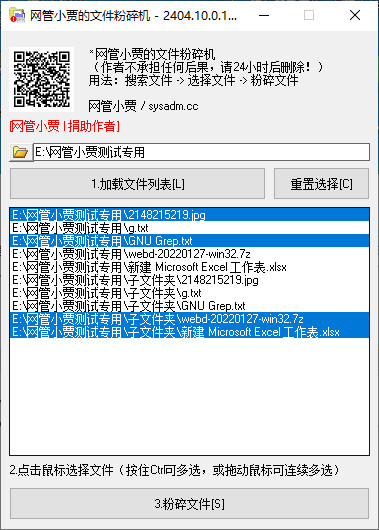 网管小贾的文件粉碎机 - 2404.10.0.1...
*网管小贾的文件粉碎机
（作者不承担任何后果，请24小时后删除！）
用法：搜索文件 -> 选择文件 -> 粉碎文件
网管小贾 / sysadm.cc
[网管小贾 | 捐助作者]
E:\网管小贾测试专用
1.加载文件列表[L]
重置选择[C]
E:\网管小贾测试专用\2148215219.jpg
E:\网管小贾测试专用\g.txt
E:\网管小贾测试专用\GNU Grep.txt
E:\网管小贾测试专用\webd-20220127-win32.7z
E:\网管小贾测试专用\新建 Microsoft Excel 工作表.xlsx
E:\网管小贾测试专用\子文件夹\2148215219.jpg
E:\网管小贾测试专用\子文件夹\g.txt
E:\网管小贾测试专用\子文件夹\GNU Grep.txt
E:\网管小贾测试专用\子文件夹\webd-20220127-win32.7z
E:\网管小贾测试专用\子文件夹\新建 Microsoft Excel 工作表.xlsx
2.点击鼠标选择文件（按住Ctrl可多选，或拖动鼠标可连续多选）
3.粉碎文件[S]